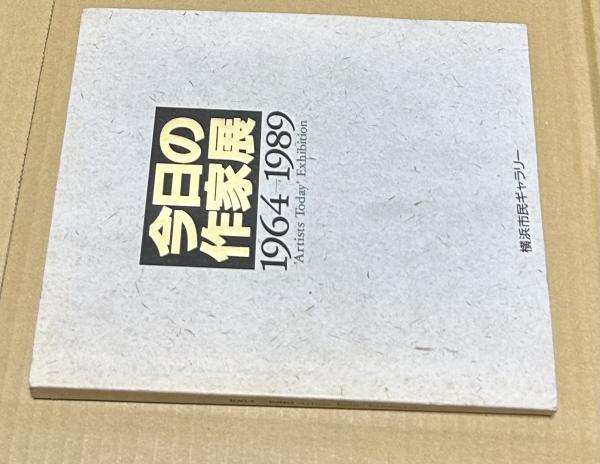 今日の
作家展
1964-1989
'Artists Today' Exhibition
横浜市民ギャラリー